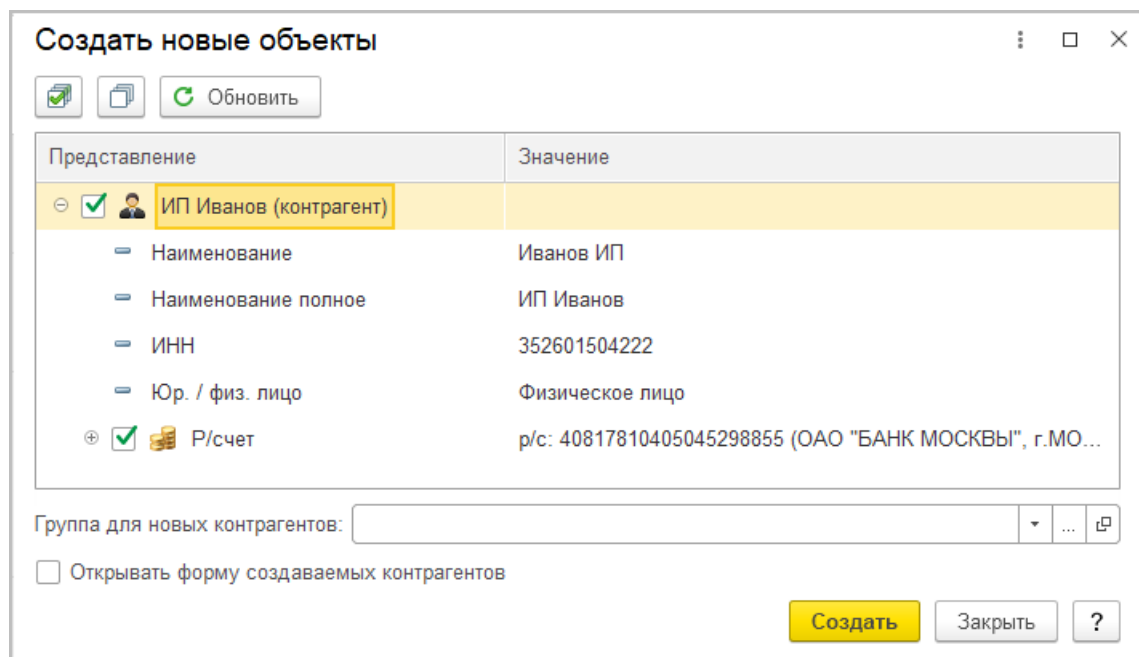 Создать новые объекты
Обновить
Представление Значение
ИП Иванов (контрагент)
Наименование Иванов ИП
Наименование полное ИП Иванов
ИНН 352601504222
Юр. / физ. лицо Физическое лицо
Р/счет р/с: 40817810405045298855 (ОАО "БАНК МОСКВЫ", г.МО...
Группа для новых контрагентов: ...
Открывать форму создаваемых контрагентов
Создать Закрыть ?